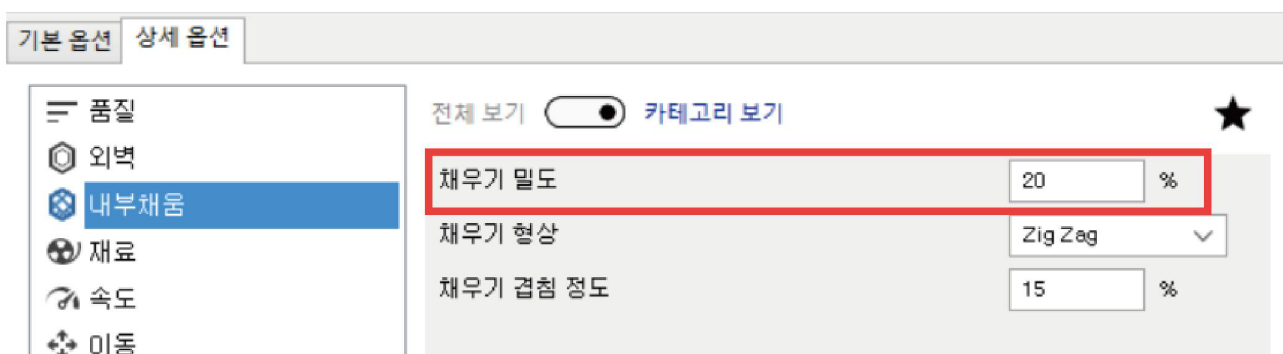 기본 옵션 상세 옵션
품질
외벽
내부채움
재료
속도
이동
전체 보기 카테고리 보기
채우기 밀도 20 %
채우기 형상 Zig Zag
채우기 겹침 정도 15 %